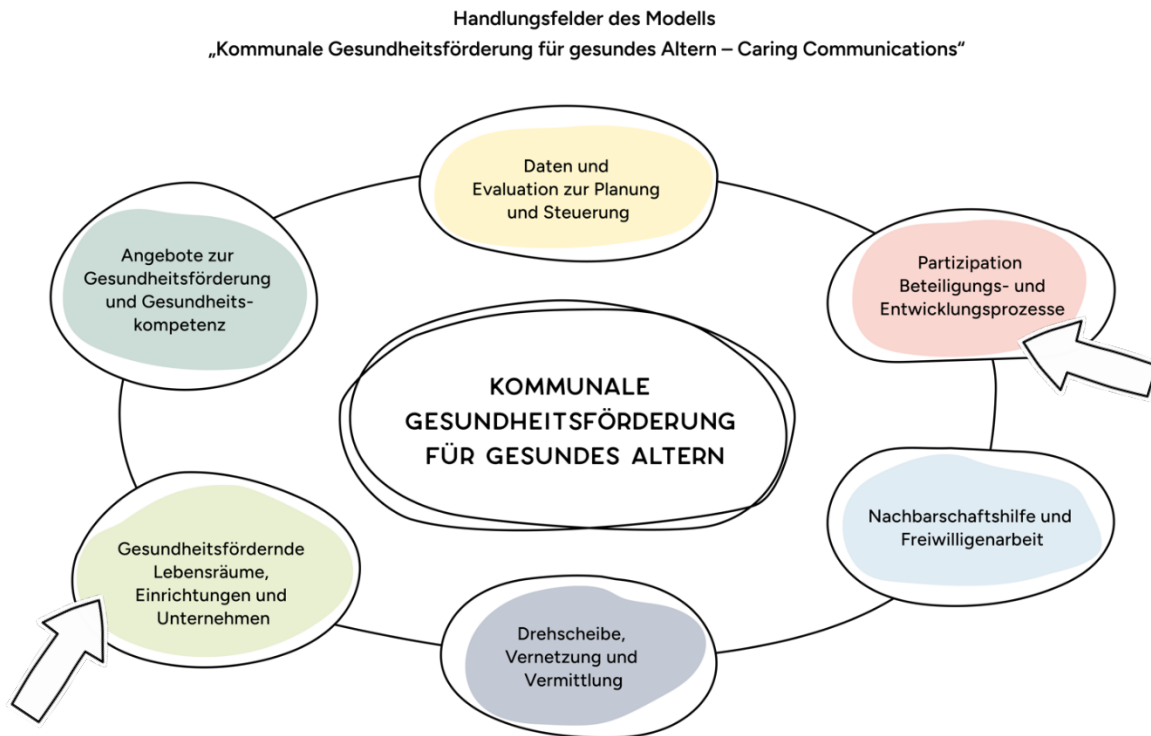 Handlungsfelder des Modells
„Kommunale Gesundheitsförderung für gesundes Altern – Caring Communications“
Daten und
Evaluation zur Planung
und Steuerung
Angebote zur
Gesundheitsförderung
und Gesundheits-
kompetenz
Partizipation
Beteiligungs- und
Entwicklungsprozesse
KOMMUNALE
GESUNDHEITSFÖRDERUNG
FÜR GESUNDES ALTERN
Nachbarschaftshilfe und
Freiwilligenarbeit
Gesundheitsfördernde
Lebensräume,
Einrichtungen und
Unternehmen
Drehscheibe,
Vernetzung und
Vermittlung